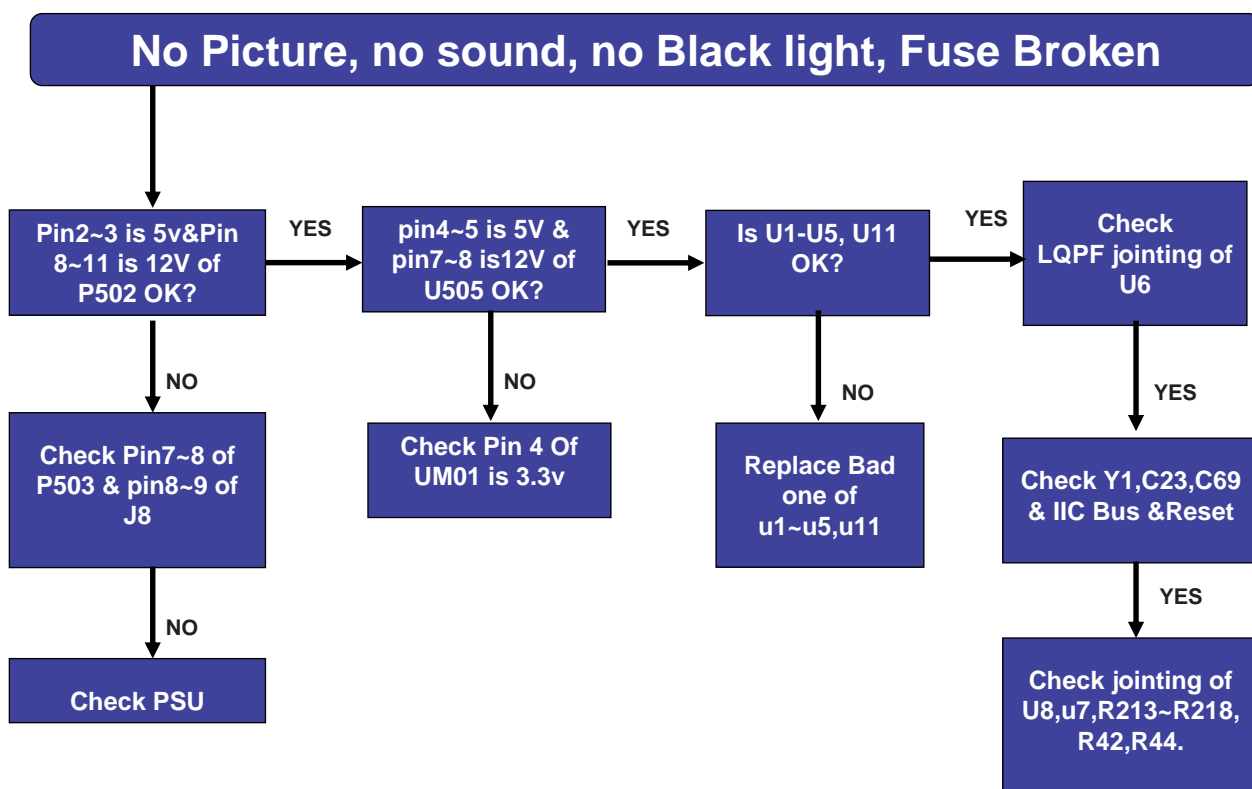 No Picture, no sound, no Black light, Fuse Broken
Pin2~3 is 5v&Pin
8~11 is 12V of
P502 OK?
YES
pin4~5 is 5V &
pin7~8 is12V of
U505 OK?
YES
Is U1-U5, U11
OK?
YES
Check
LQPF jointing of
U6
NO
NO
NO
YES
Check Pin7~8 of
P503 & pin8~9 of
J8
Check Pin 4 Of
UM01 is 3.3v
Replace Bad
one of
u1~u5,u11
Check Y1,C23,C69
& IIC Bus &Reset
NO
YES
Check PSU
Check jointing of
U8,u7,R213~R218,
R42,R44.